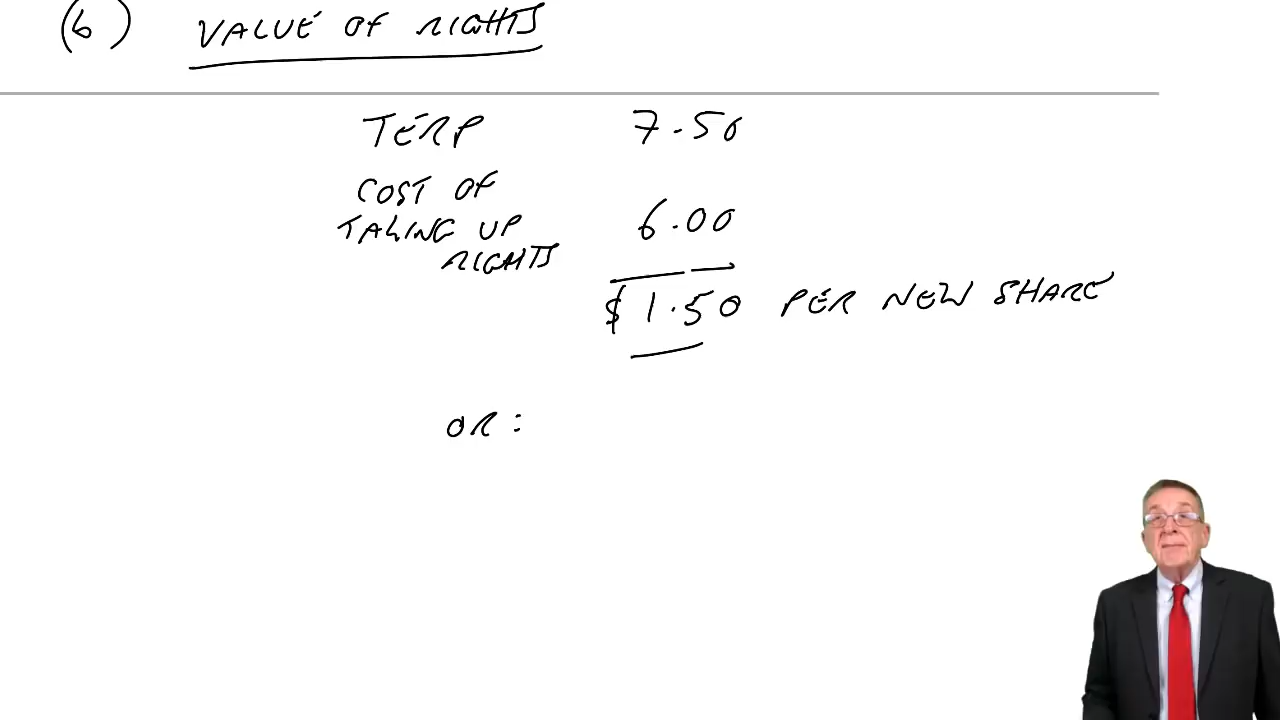 (b) VALUE OF RIGHTS
TERP 7.50
COST OF
TAKING UP 6.00
RIGHTS
$1.50 PER NEW SHARE
OR: